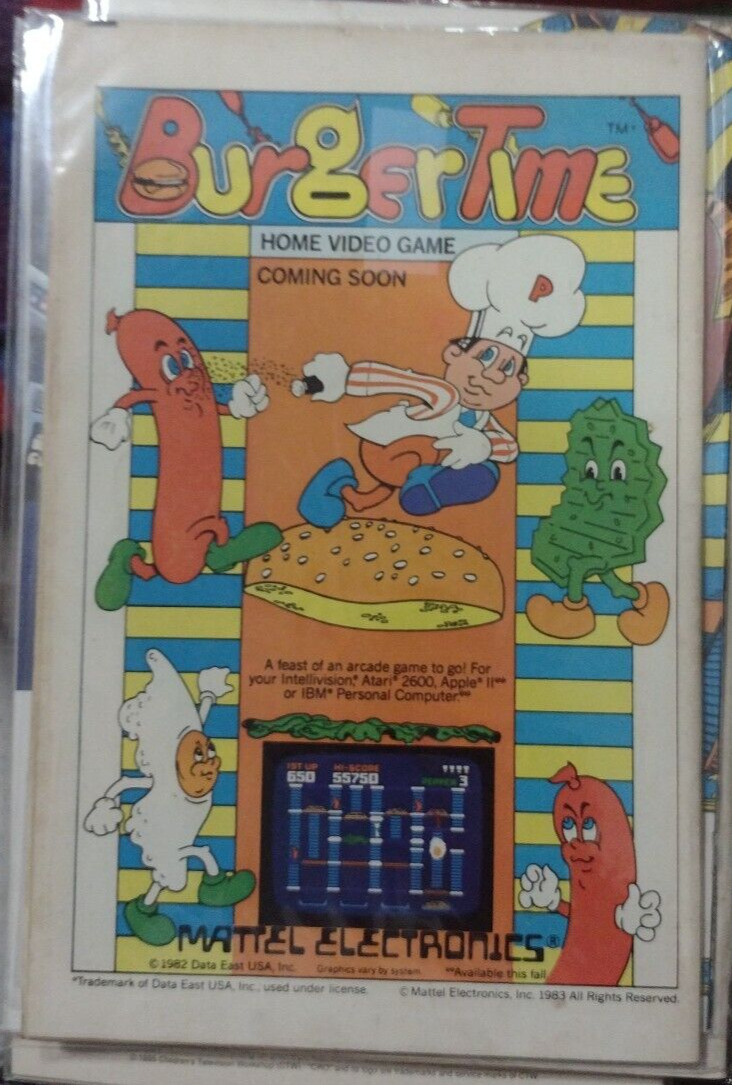 BurgerTime TM*
HOME VIDEO GAME
COMING SOON
P
A feast of an arcade game to go! For
your Intellivision,® Atari® 2600, Apple® II**
or IBM® Personal Computer.**
1ST UP HI-SCORE
650 55750 PEPPER 3
MATTEL ELECTRONICS®
© 1982 Data East USA, Inc. Graphics vary by system **Available this fall
*Trademark of Data East USA, Inc., used under license. © Mattel Electronics, Inc. 1983 All Rights Reserved.